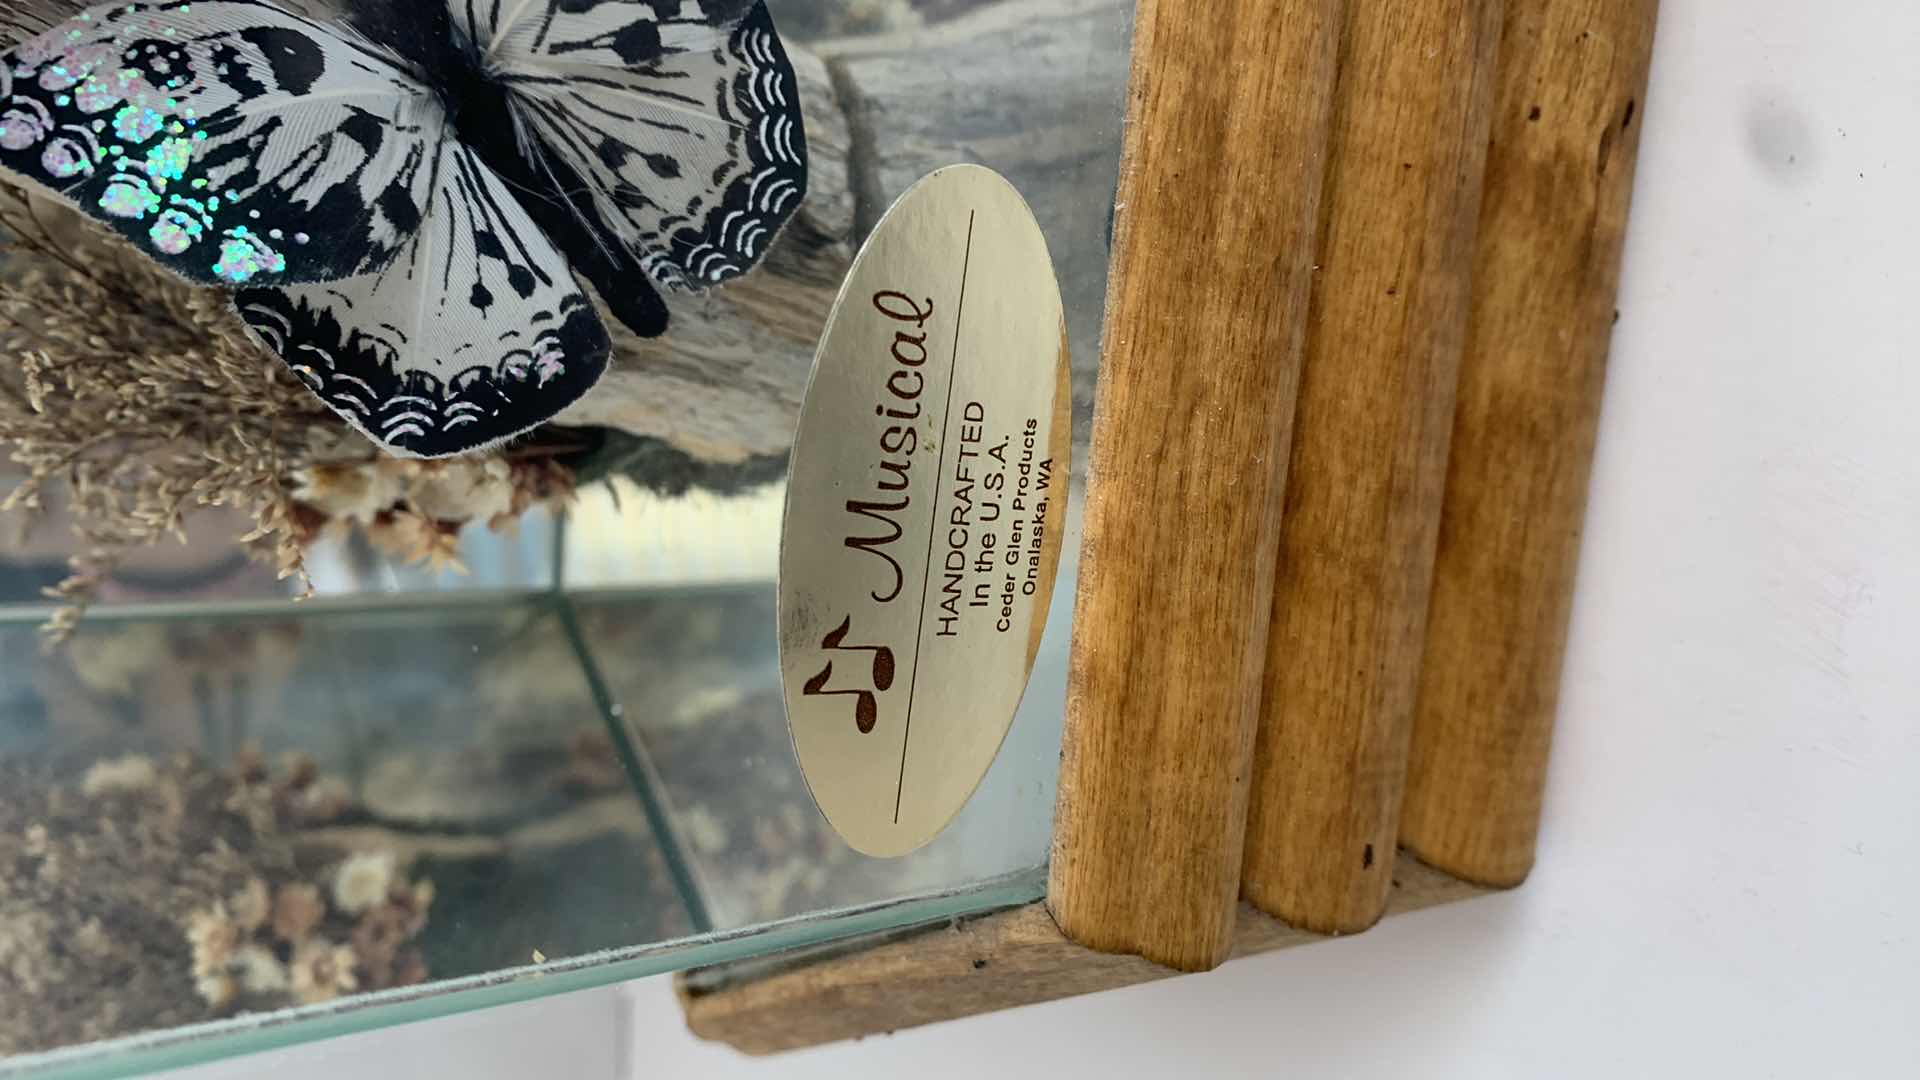 Musical
HANDCRAFTED
In the U.S.A.
Ceder Glen Products
Onalaska, WA